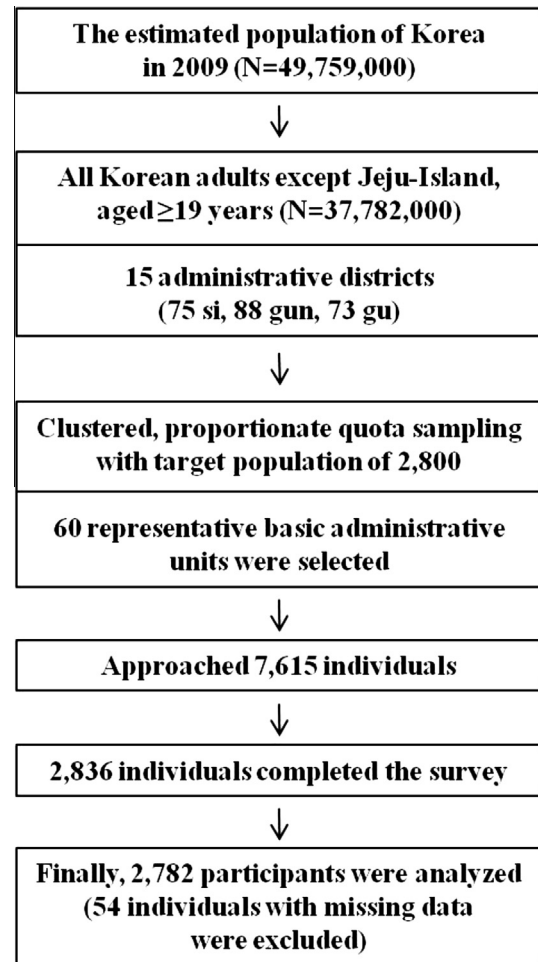 The estimated population of Korea
in 2009 (N=49,759,000)
All Korean adults except Jeju-Island,
aged ≥19 years (N=37,782,000)
15 administrative districts
(75 si, 88 gun, 73 gu)
Clustered, proportionate quota sampling
with target population of 2,800
60 representative basic administrative
units were selected
Approached 7,615 individuals
2,836 individuals completed the survey
Finally, 2,782 participants were analyzed
(54 individuals with missing data
were excluded)